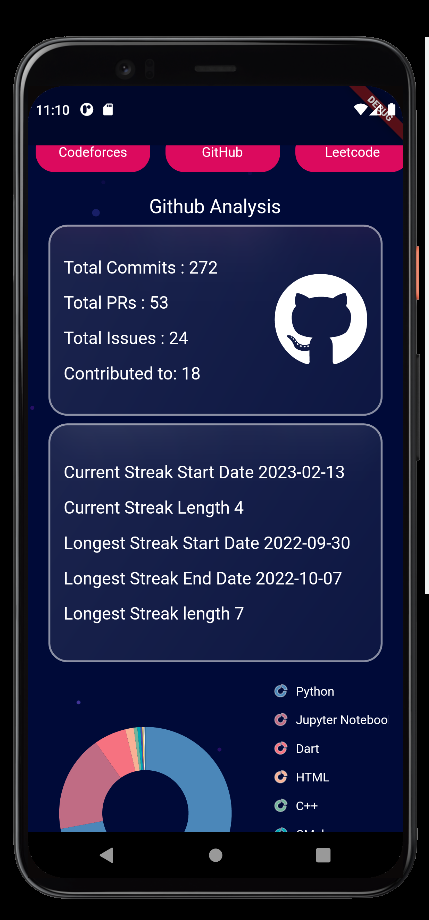 11:10
DEBUG
Codeforces GitHub Leetcode
Github Analysis
Total Commits : 272
Total PRs : 53
Total Issues : 24
Contributed to: 18
Current Streak Start Date 2023-02-13
Current Streak Length 4
Longest Streak Start Date 2022-09-30
Longest Streak End Date 2022-10-07
Longest Streak length 7
Python
Jupyter Noteboo
Dart
HTML
C++